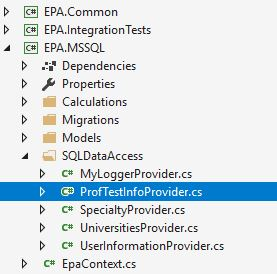 C# EPA.Common
C# EPA.IntegrationTests
C# EPA.MSSQL
Dependencies
Properties
Calculations
Migrations
Models
SQLDataAccess
C# MyLoggerProvider.cs
C# ProfTestInfoProvider.cs
C# SpecialtyProvider.cs
C# UniversitiesProvider.cs
C# UserInformationProvider.cs
C# EpaContext.cs